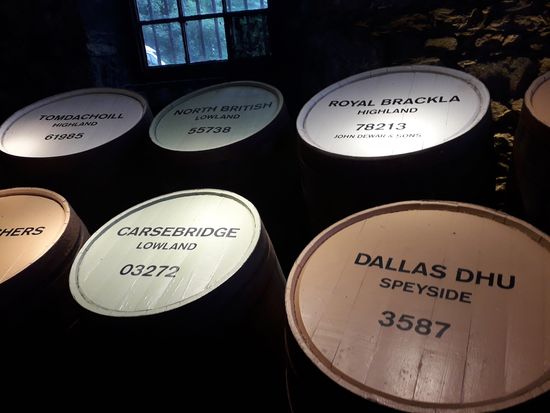 TOMDACHOILL
HIGHLAND
61985
NORTH BRITISH
LOWLAND
55738
ROYAL BRACKLA
HIGHLAND
78213
JOHN DEWAR & SONS
HERS
CARSEBRIDGE
LOWLAND
03272
DALLAS DHU
SPEYSIDE
3587